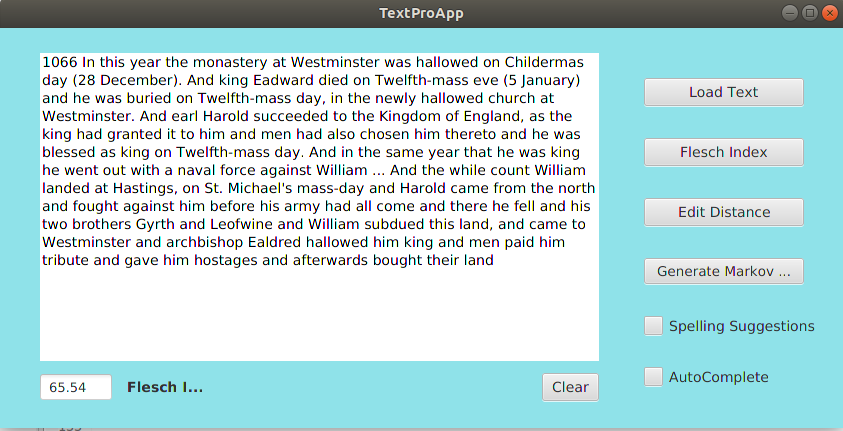 TextProApp
1066 In this year the monastery at Westminster was hallowed on Childermas
day (28 December). And king Eadward died on Twelfth-mass eve (5 January)
and he was buried on Twelfth-mass day, in the newly hallowed church at
Westminster. And earl Harold succeeded to the Kingdom of England, as the
king had granted it to him and men had also chosen him thereto and he was
blessed as king on Twelfth-mass day. And in the same year that he was king
he went out with a naval force against William ... And the while count William
landed at Hastings, on St. Michael's mass-day and Harold came from the north
and fought against him before his army had all come and there he fell and his
two brothers Gyrth and Leofwine and William subdued this land, and came to
Westminster and archbishop Ealdred hallowed him king and men paid him
tribute and gave him hostages and afterwards bought their land
Load Text
Flesch Index
Edit Distance
Generate Markov ...
Spelling Suggestions
AutoComplete
65.54
Flesch I...
Clear